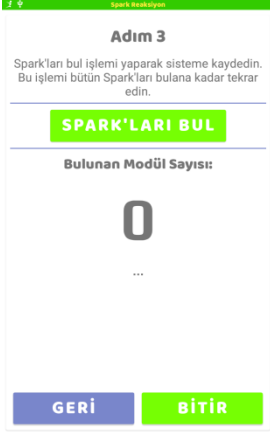 Spark Reaksiyon
Adım 3
Spark'ları bul işlemi yaparak sisteme kaydedin.
Bu işlemi bütün Spark'ları bulana kadar tekrar
edin.
SPARK'LARI BUL
Bulunan Modül Sayısı:
0
...
GERİ
BİTİR